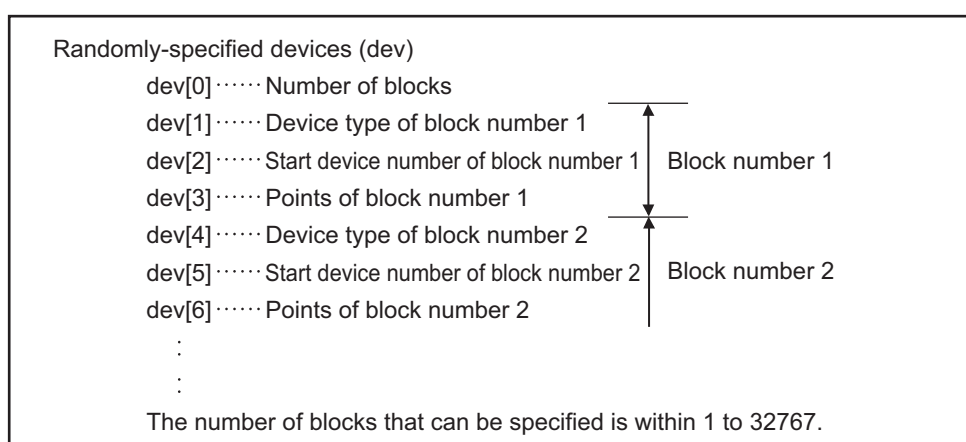 Randomly-specified devices (dev)
dev[0] ······ Number of blocks
dev[1] ······ Device type of block number 1
dev[2] ······ Start device number of block number 1 Block number 1
dev[3] ······ Points of block number 1
dev[4] ······ Device type of block number 2
dev[5] ······ Start device number of block number 2 Block number 2
dev[6] ······ Points of block number 2
:
:
The number of blocks that can be specified is within 1 to 32767.